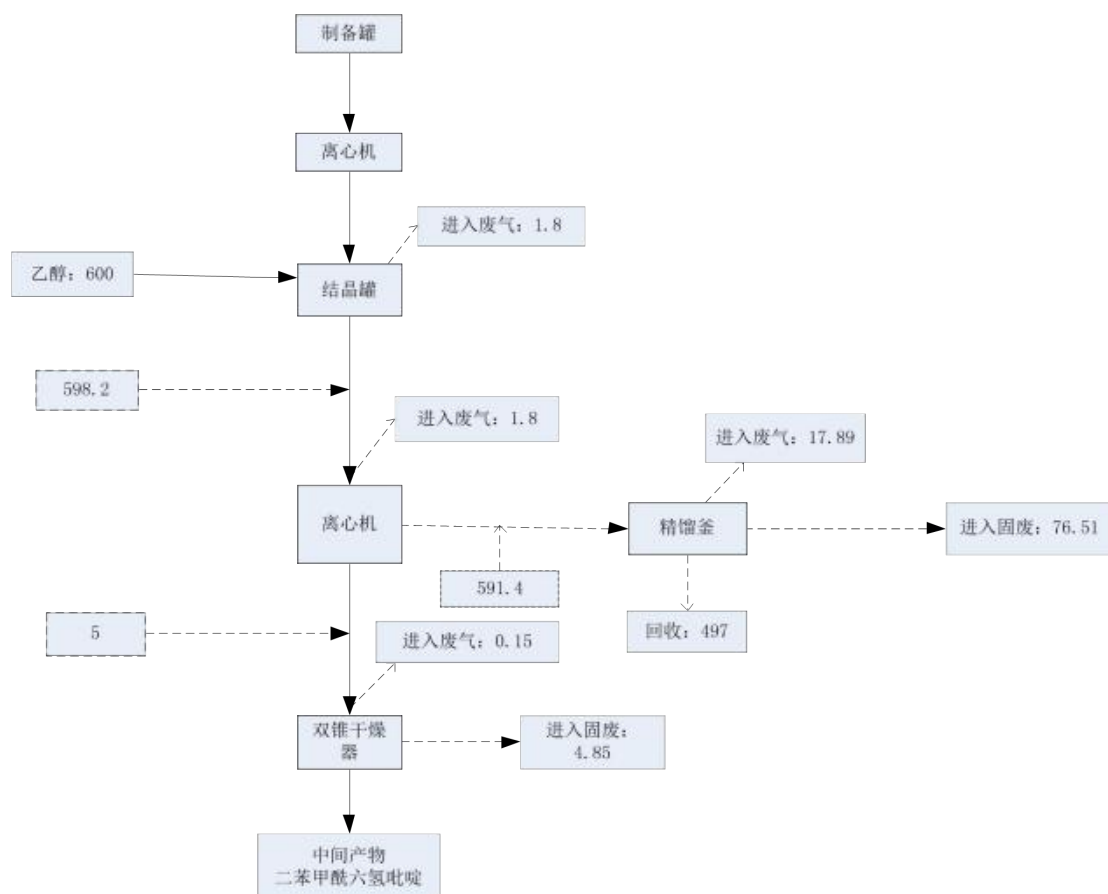 制备罐
离心机
进入废气：1.8
乙醇：600
结晶罐
598.2
进入废气：1.8
进入废气：17.89
离心机
精馏釜
进入固废：76.51
591.4
5
回收：497
进入废气：0.15
双锥干燥
器
进入固废：
4.85
中间产物
二苯甲酰六氢吡啶